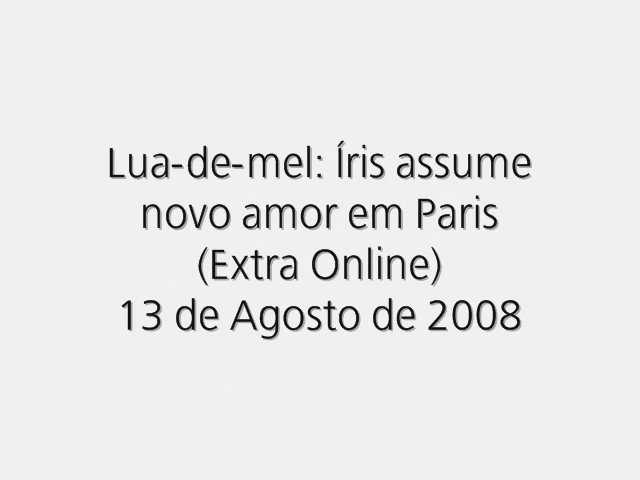 Lua-de-mel: Íris assume
novo amor em Paris
(Extra Online)
13 de Agosto de 2008